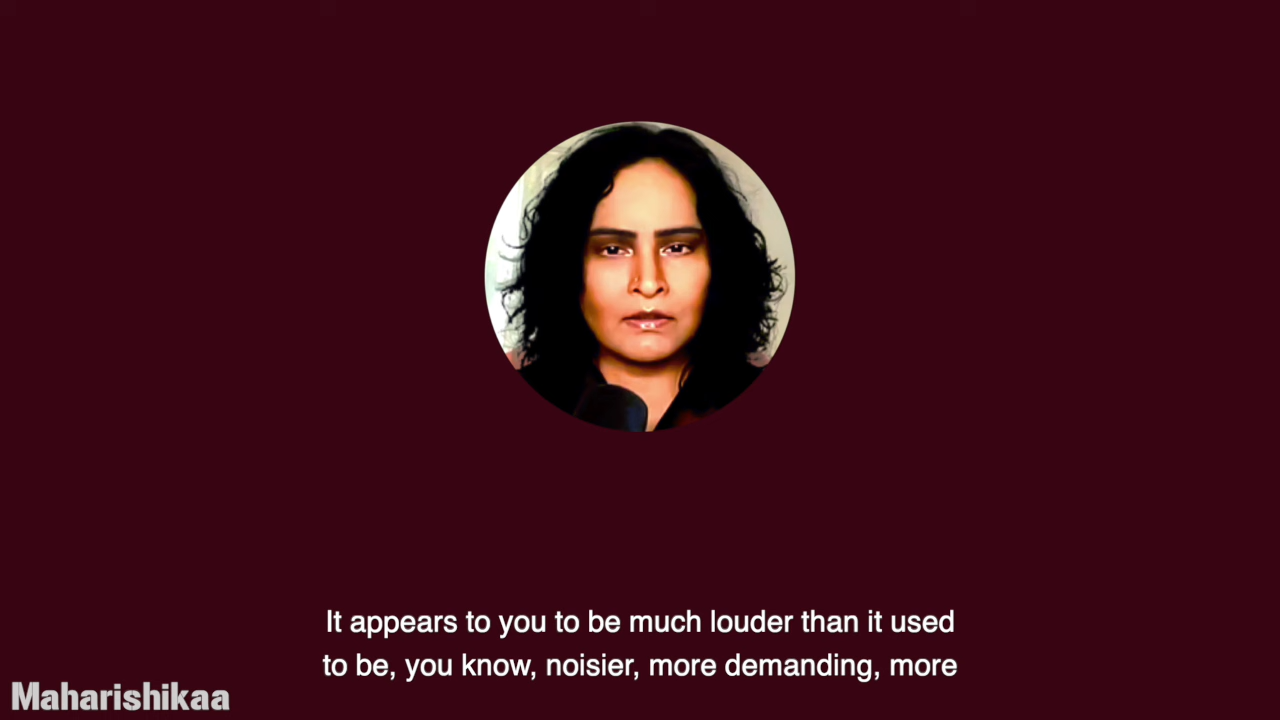 It appears to you to be much louder than it used
to be, you know, noisier, more demanding, more
Maharishikaa